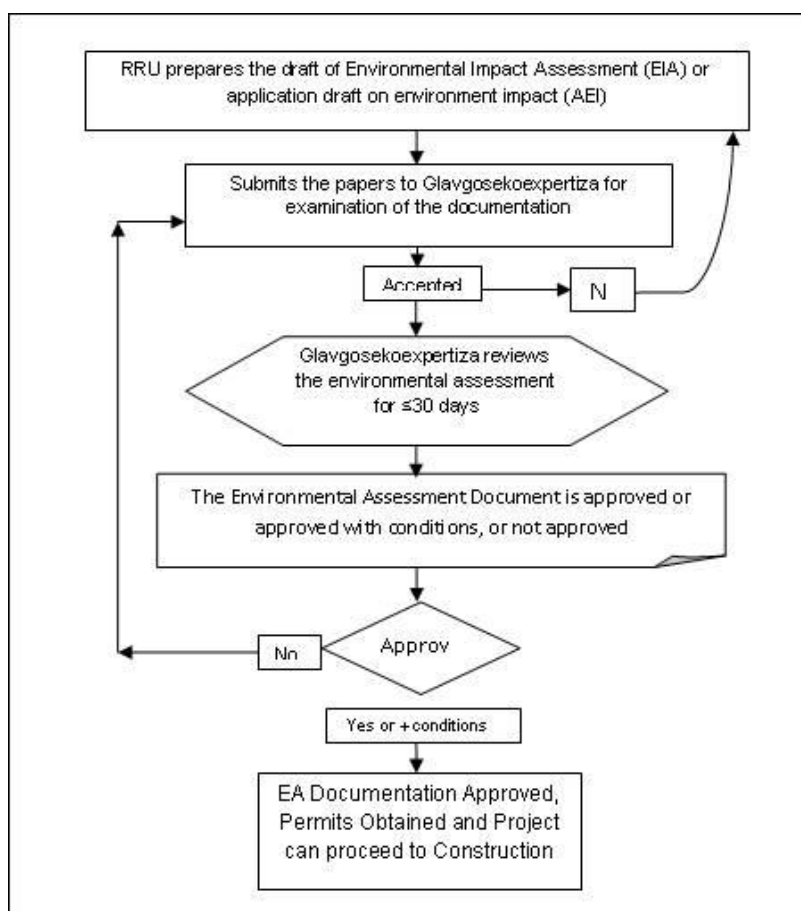 RRU prepares the draft of Environmental Impact Assessment (EIA) or
application draft on environment impact (AEI)
Submits the papers to Glavgosekoexpertiza for
examination of the documentation
Accepted
N
Glavgosekoexpertiza reviews
the environmental assessment
for ≤30 days
The Environmental Assessment Document is approved or
approved with conditions, or not approved
Approv
No
Yes or +conditions
EA Documentation Approved,
Permits Obtained and Project
can proceed to Construction